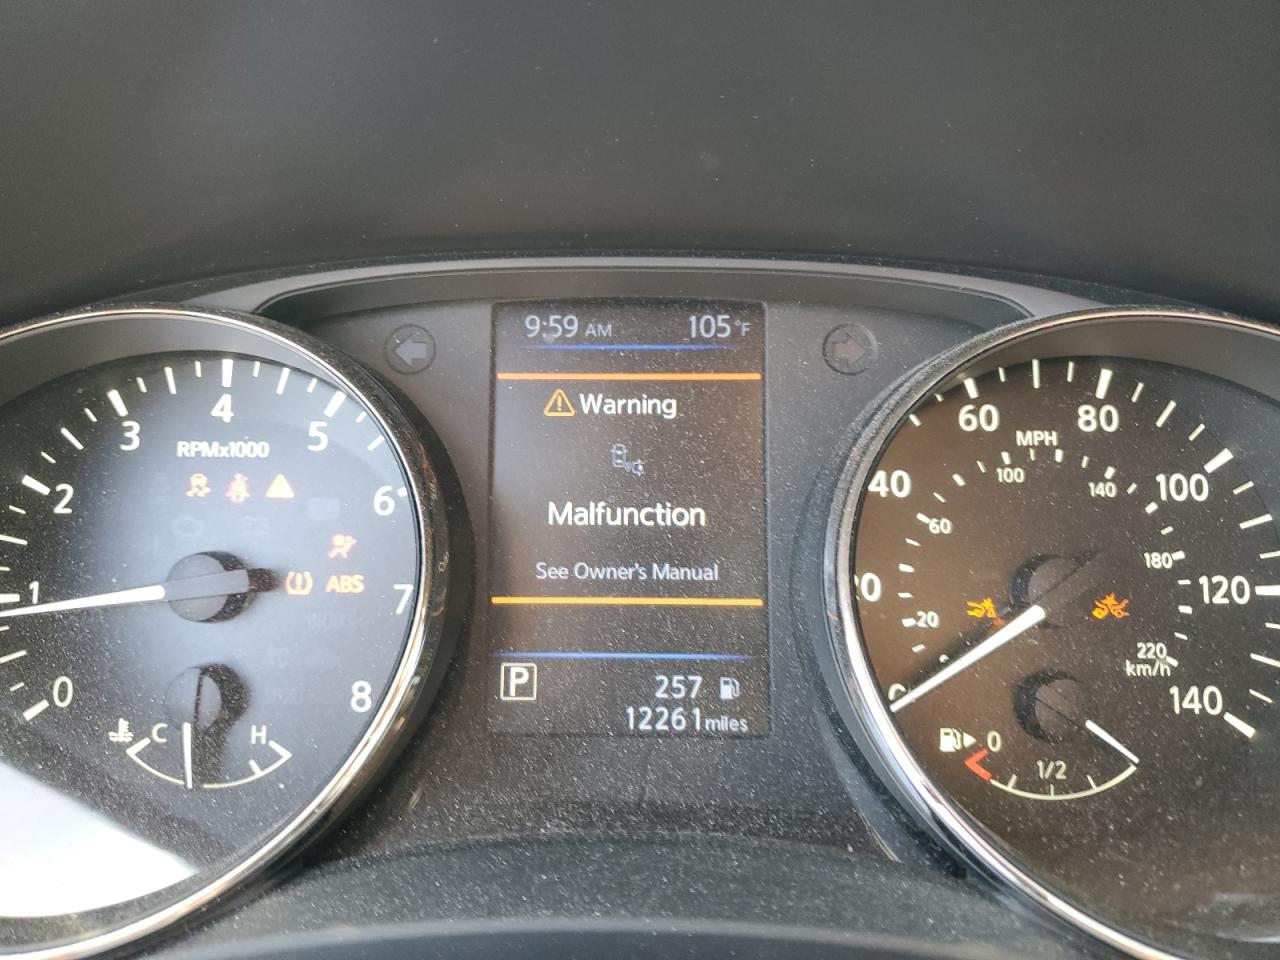 9:59 AM 105°F
Warning
Malfunction
See Owner's Manual
P
257
12261 miles
0
1
2
3
4
5
6
7
8
RPMx1000
ABS
C H
0
20
40
60
80
100
120
140
MPH
20
60
100
140
180
220
km/h
0 1/2